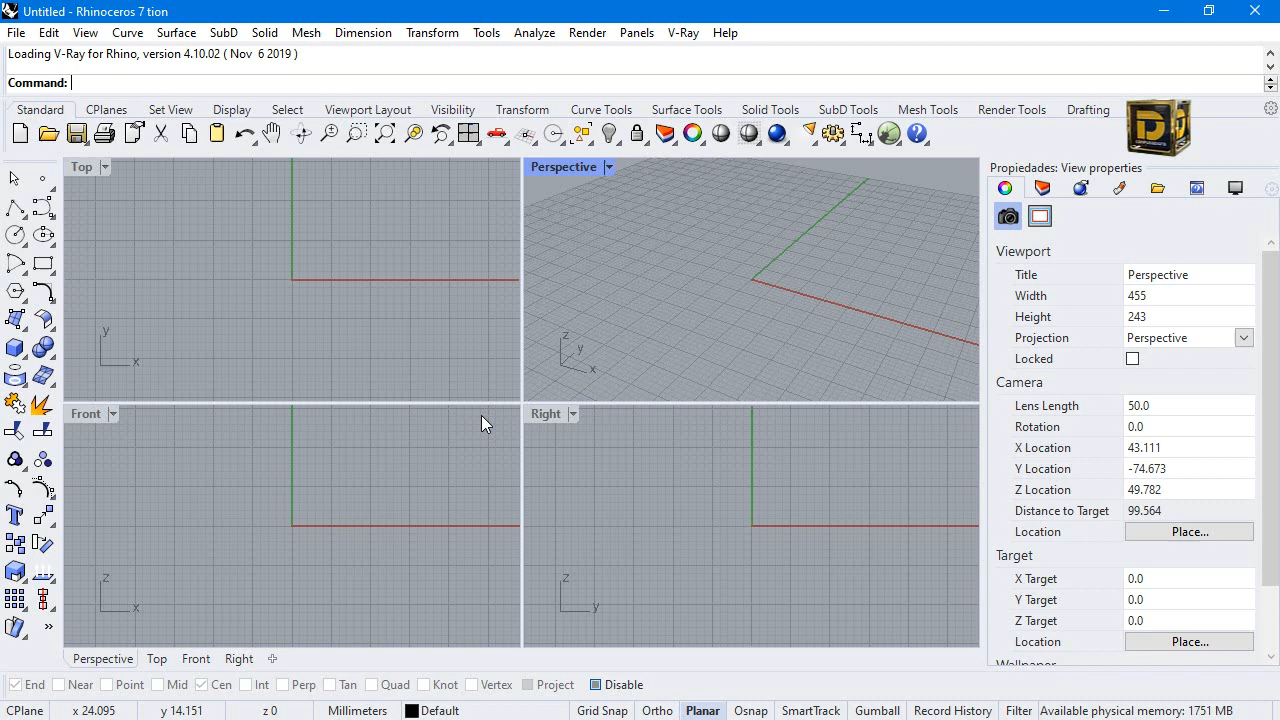 Untitled - Rhinoceros 7 tion
File Edit View Curve Surface SubD Solid Mesh Dimension Transform Tools Analyze Render Panels V-Ray Help
Loading V-Ray for Rhino, version 4.10.02 ( Nov  6 2019 )
Command:
Standard CPlanes Set View Display Select Viewport Layout Visibility Transform Curve Tools Surface Tools Solid Tools SubD Tools Mesh Tools Render Tools Drafting
Top
Perspective
Propiedades: View properties
Viewport
Title Perspective
Width 455
Height 243
Projection Perspective
Locked
Camera
Lens Length 50.0
Rotation 0.0
X Location 43.111
Y Location -74.673
Z Location 49.782
Distance to Target 99.564
Location Place...
Target
X Target 0.0
Y Target 0.0
Z Target 0.0
Location Place...
Wallpaper
y
x
z
y
x
Front
Right
z
x
z
y
Perspective Top Front Right
End Near Point Mid Cen Int Perp Tan Quad Knot Vertex Project Disable
CPlane x 24.095 y 14.151 z 0 Millimeters Default Grid Snap Ortho Planar Osnap SmartTrack Gumball Record History Filter Available physical memory: 1751 MB